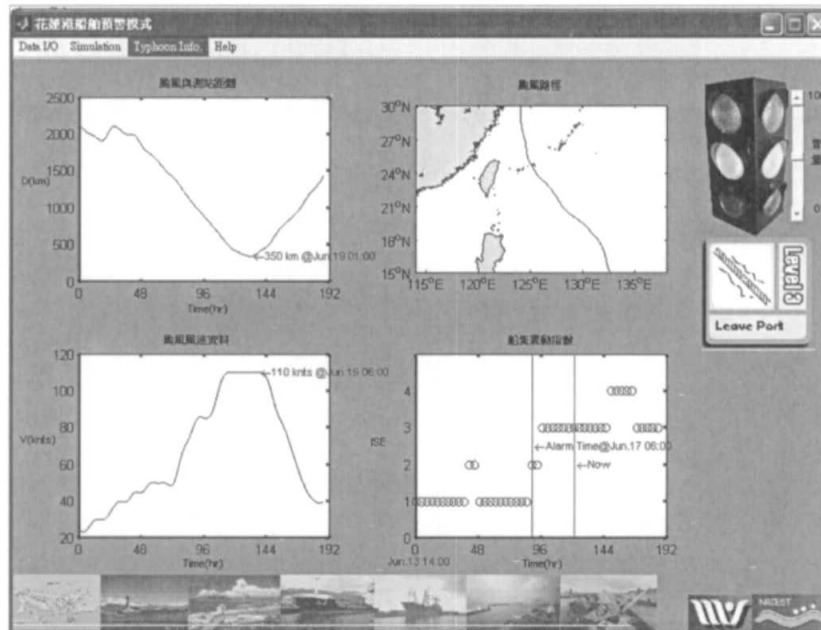 花蓮港船舶預警模式
Data I/O Simulation Typhoon Info. Help
颱風與測站距離
2500
2000
1500
1000
500
0
D(km)
350 km @Jun.19 01:00
0 48 96 144 192
Time(hr)
颱風路徑
30°N
27°N
24°N
21°N
18°N
15°N
115°E 120°E 125°E 130°E 135°E
10
0
Level:3
Leave Port
颱風風速資料
120
100
80
60
40
20
V(knts)
110 knts @Jun.19 06:00
0 48 96 144 192
Time(hr)
船隻震動指數
4
3
2
1
0
ISE
Alarm Time@Jun.17 06:00
Now
0 48 96 144 192
Jun.13 14:00
Time(hr)